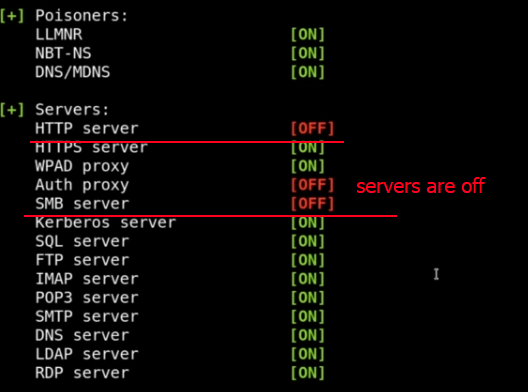 [+] Poisoners:
LLMNR [ON]
NBT-NS [ON]
DNS/MDNS [ON]
[+] Servers:
HTTP server [OFF]
HTTPS server [ON]
WPAD proxy [ON]
Auth proxy [OFF] servers are off
SMB server [OFF]
Kerberos server [ON]
SQL server [ON]
FTP server [ON]
IMAP server [ON]
POP3 server [ON]
SMTP server [ON]
DNS server [ON]
LDAP server [ON]
RDP server [ON]